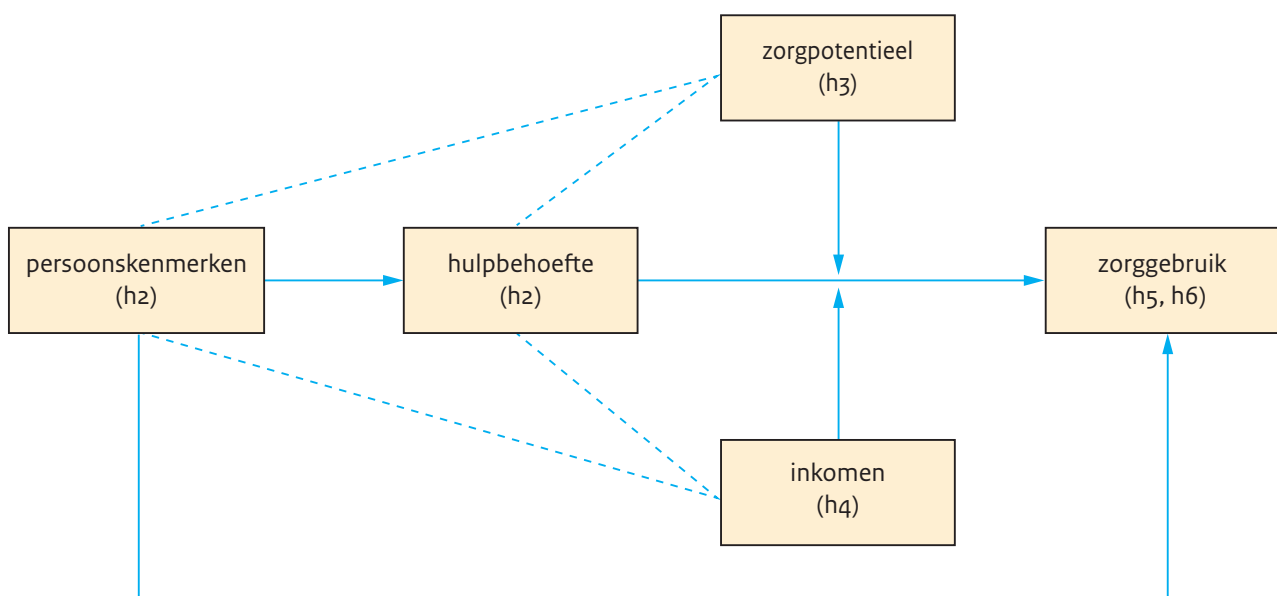 zorgpotentieel
(h3)
persoonskenmerken
(h2)
hulpbehoefte
(h2)
zorggebruik
(h5, h6)
inkomen
(h4)